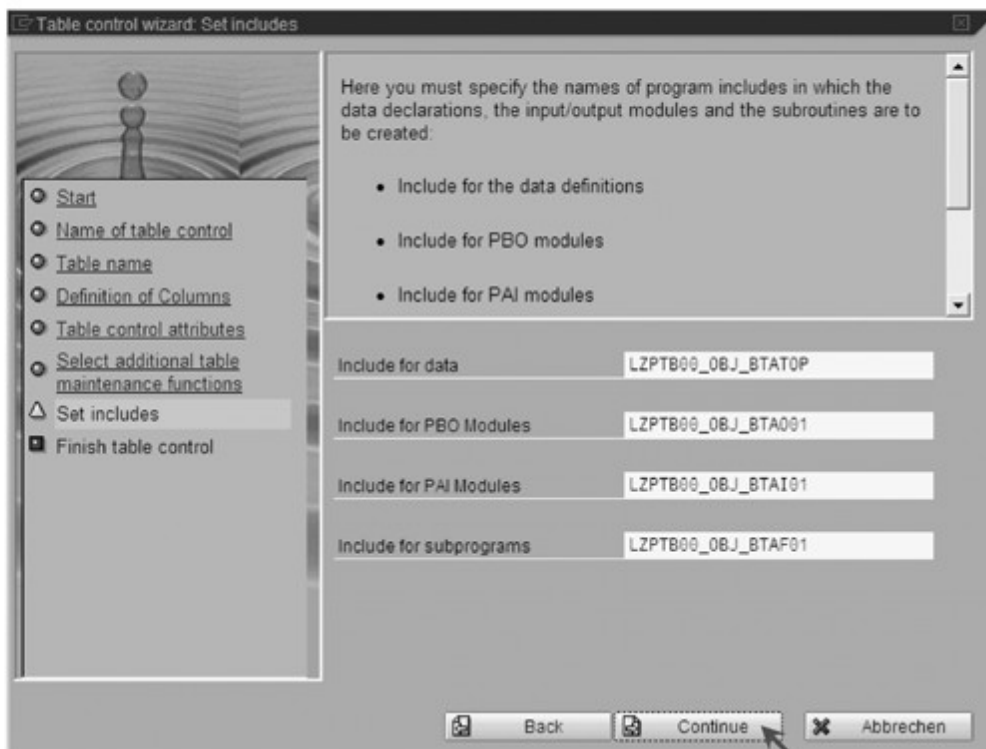 Table control wizard: Set includes
Here you must specify the names of program includes in which the
data declarations, the input/output modules and the subroutines are to
be created:
• Include for the data definitions
• Include for PBO modules
• Include for PAI modules
Start
Name of table control
Table name
Definition of Columns
Table control attributes
Select additional table
maintenance functions
Set includes
Finish table control
Include for data LZPTB00_OBJ_BTATOP
Include for PBO Modules LZPTB00_OBJ_BTAO01
Include for PAI Modules LZPTB00_OBJ_BTAI01
Include for subprograms LZPTB00_OBJ_BTAF01
Back Continue Abbrechen